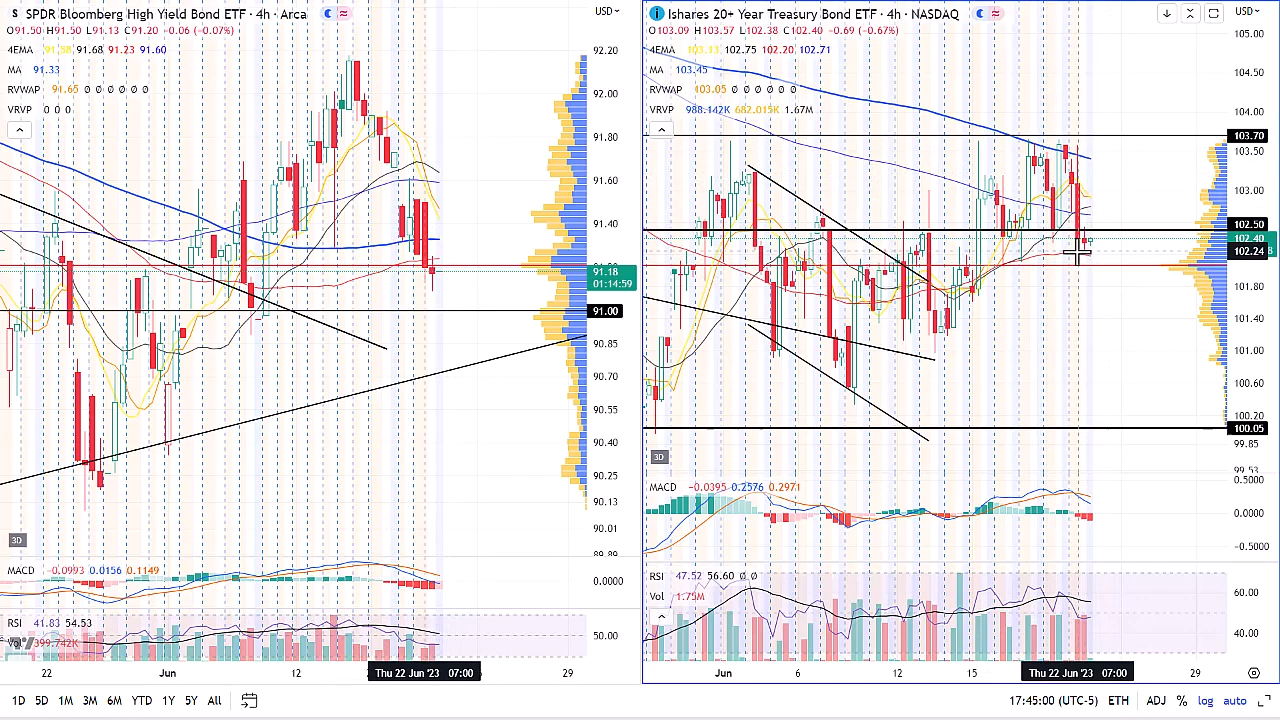 S SPDR Bloomberg High Yield Bond ETF · 4h · Arca
USD
O91.50 H91.50 L91.13 C91.20 −0.06 (−0.07%)
4EMA 91.58 91.68 91.23 91.60
MA 91.33
RVWAP 91.65 0 0 0 0 0 0
VRVP 0 0 0
92.20
92.00
91.80
91.60
91.40
91.18
01:14:59
91.00
90.85
90.70
90.55
90.40
90.25
90.13
90.01
89.89
3D
MACD −0.0993 0.0156 0.1149
0.0000
RSI 41.83 54.53
399.742K
50.00
22
Jun
12
Thu 22 Jun '23 07:00
29
i Ishares 20+ Year Treasury Bond ETF · 4h · NASDAQ
USD
O103.09 H103.57 L102.38 C102.40 −0.69 (−0.67%)
4EMA 103.13 102.75 102.20 102.71
MA 103.45
RVWAP 103.05 0 0 0 0 0 0
VRVP 988.142K 682.015K 1.67M
105.00
104.50
104.00
103.70
103.50
103.00
102.50
102.40
102.24
101.80
101.40
101.00
100.60
100.20
100.05
99.85
99.53
3D
MACD −0.0395 0.2576 0.2971
0.5000
0.0000
−0.5000
RSI 47.52 56.60 0 0
Vol 1.75M
60.00
40.00
Jun
6
12
15
Thu 22 Jun '23 07:00
29
1D 5D 1M 3M 6M YTD 1Y 5Y All
17:45:00 (UTC-5) ETH ADJ % log auto